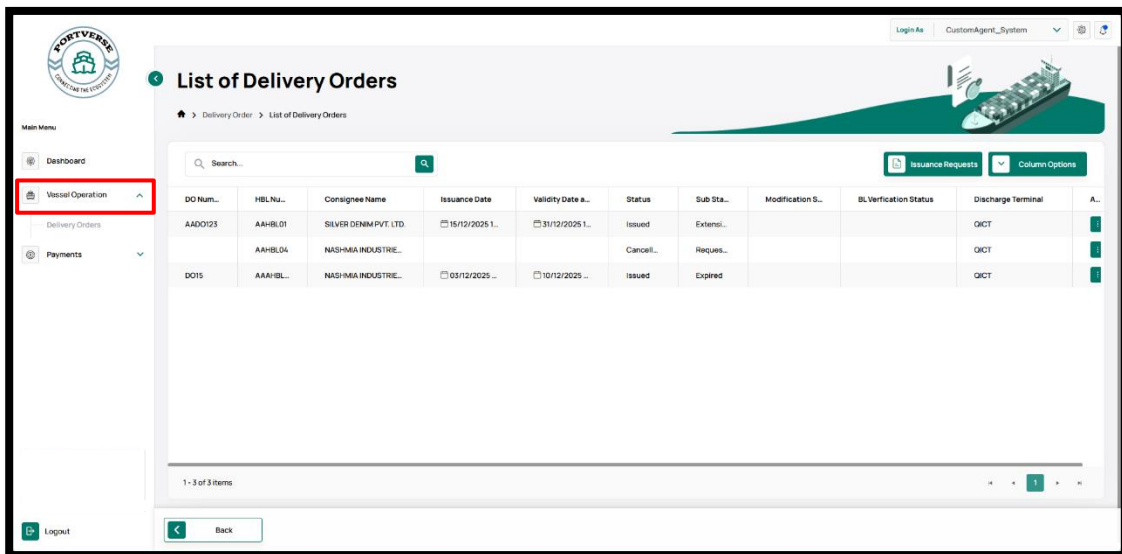 PORTVERSE
CONNECTING THE ECOSYSTEM
Login As CustomAgent_System
List of Delivery Orders
Delivery Order > List of Delivery Orders
Main Menu
Dashboard
Vessel Operation
Delivery Orders
Payments
Logout
Search...
Issuance Requests
Column Options
DO Num... HBL Nu... Consignee Name Issuance Date Validity Date a... Status Sub Sta... Modification S... BL Verfication Status Discharge Terminal A...
AADO123 AAHBL01 SILVER DENIM PVT. LTD. 15/12/2025 1... 31/12/2025 1... Issued Extensi... QICT
AAHBL04 NASHMIA INDUSTRIE... Cancell... Reques... QICT
DO15 AAAHBL... NASHMIA INDUSTRIE... 03/12/2025 ... 10/12/2025 ... Issued Expired QICT
1 - 3 of 3 items
1
Back